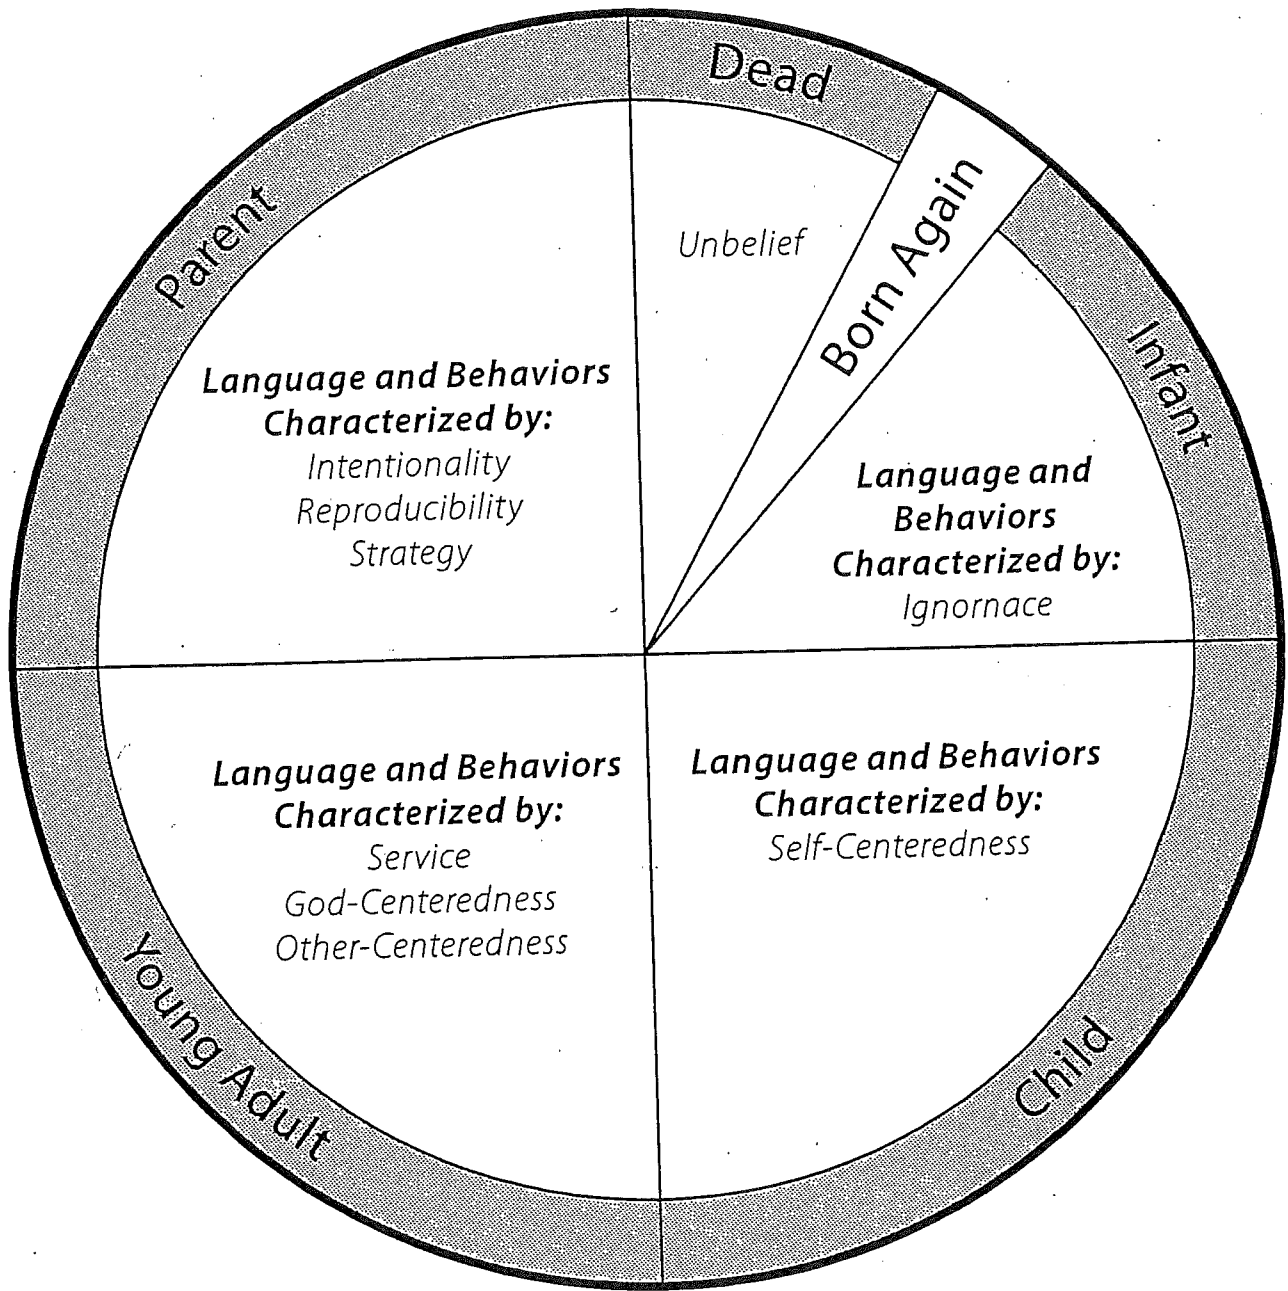 Dead
Unbelief
Born Again
Infant
Language and
Behaviors
Characterized by:
Ignornace
Child
Language and Behaviors
Characterized by:
Self-Centeredness
Young Adult
Language and Behaviors
Characterized by:
Service
God-Centeredness
Other-Centeredness
Parent
Language and Behaviors
Characterized by:
Intentionality
Reproducibility
Strategy